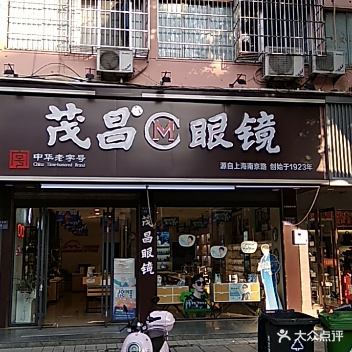 茂昌 M 眼镜
中华老字号
China Time-honored Brand
源自上海南京路 创始于1923年
茂昌眼镜
大众点评